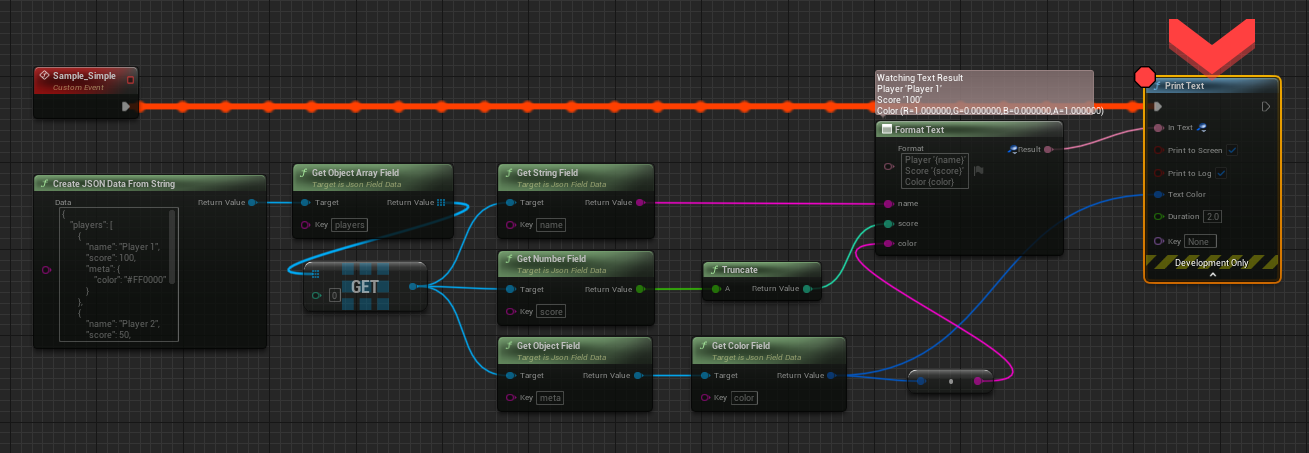 Sample_Simple
Custom Event
Create JSON Data From String
Data
Return Value
{
"players": [
{
"name": "Player 1",
"score": 100,
"meta": {
"color": "#FF0000"
}
},
{
"name": "Player 2",
"score": 50,
Get Object Array Field
Target is Json Field Data
Target
Return Value
Key
players
0
GET
Get String Field
Target is Json Field Data
Target
Return Value
Key
name
Get Number Field
Target is Json Field Data
Target
Return Value
Key
score
Get Object Field
Target is Json Field Data
Target
Return Value
Key
meta
Truncate
A
Return Value
Get Color Field
Target is Json Field Data
Target
Return Value
Key
color
Watching Text Result
Player 'Player 1'
Score '100'
Color (R=1.000000,G=0.000000,B=0.000000,A=1.000000)
Format Text
Format
Result
Player '{name}'
Score '{score}'
Color {color}
name
score
color
Print Text
In Text
Print to Screen
Print to Log
Text Color
Duration
2.0
Key
None
Development Only